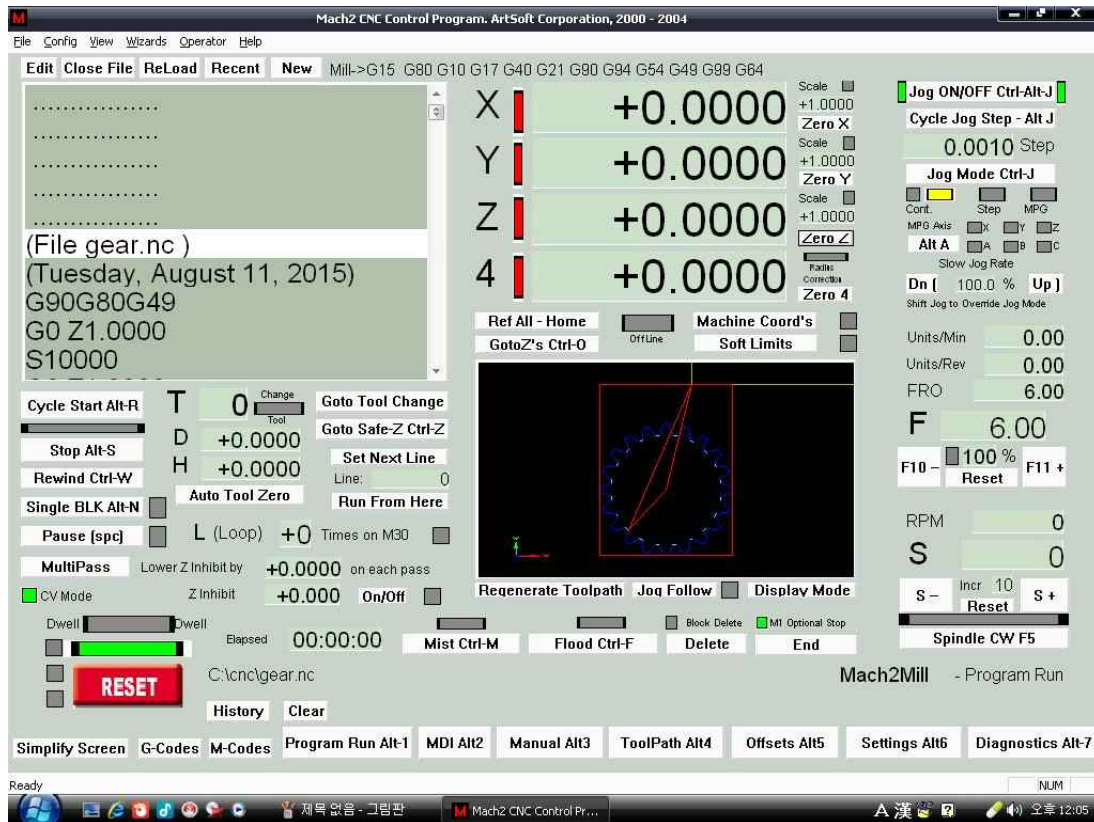 Mach2 CNC Control Program. ArtSoft Corporation, 2000 - 2004
File Config View Wizards Operator Help
Edit Close File ReLoad Recent New Mill->G15 G80 G10 G17 G40 G21 G90 G94 G54 G49 G99 G64
................
................
................
................
................
(File gear.nc )
(Tuesday, August 11, 2015)
G90G80G49
G0 Z1.0000
S10000
X +0.0000
Scale
+1.0000
Zero X
Y +0.0000
Scale
+1.0000
Zero Y
Z +0.0000
Scale
+1.0000
Zero Z
4 +0.0000
Radius
Correction
Zero 4
Ref All - Home
OffLine
Machine Coord's
GotoZ's Ctrl-O
Soft Limits
Jog ON/OFF Ctrl-Alt-J
Cycle Jog Step - Alt J
0.0010 Step
Jog Mode Ctrl-J
Cont. Step MPG
MPG Axis X Y Z
Alt A A B C
Slow Jog Rate
Dn ( 100.0 % Up )
Shift Jog to Override Jog Mode
Units/Min 0.00
Units/Rev 0.00
FRO 6.00
F 6.00
F10 - 100 % F11 +
Reset
RPM 0
S 0
S - Incr 10 S +
Reset
Spindle CW F5
Cycle Start Alt-R
Stop Alt-S
Rewind Ctrl-W
Single BLK Alt-N
Pause (spc)
MultiPass
CV Mode
T 0 Change
Tool
D +0.0000
H +0.0000
Auto Tool Zero
Goto Tool Change
Goto Safe-Z Ctrl-Z
Set Next Line
Line: 0
Run From Here
L (Loop) +0 Times on M30
Lower Z Inhibit by +0.0000 on each pass
Z Inhibit +0.000 On/Off
Regenerate Toolpath Jog Follow Display Mode
Dwell Dwell
Elapsed 00:00:00
Mist Ctrl-M
Flood Ctrl-F
Block Delete
Delete
M1 Optional Stop
End
RESET
C:\cnc\gear.nc
Mach2Mill - Program Run
History Clear
Simplify Screen G-Codes M-Codes Program Run Alt-1 MDI Alt2 Manual Alt3 ToolPath Alt4 Offsets Alt5 Settings Alt6 Diagnostics Alt-7
Ready NUM
제목 없음 - 그림판 Mach2 CNC Control Pr... A 漢 오후 12:05